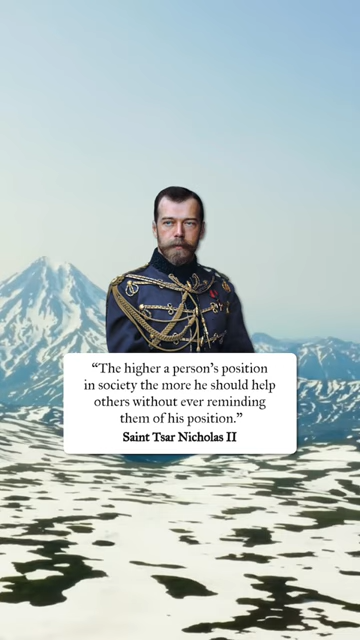 “The higher a person’s position
in society the more he should help
others without ever reminding
them of his position.”
Saint Tsar Nicholas II